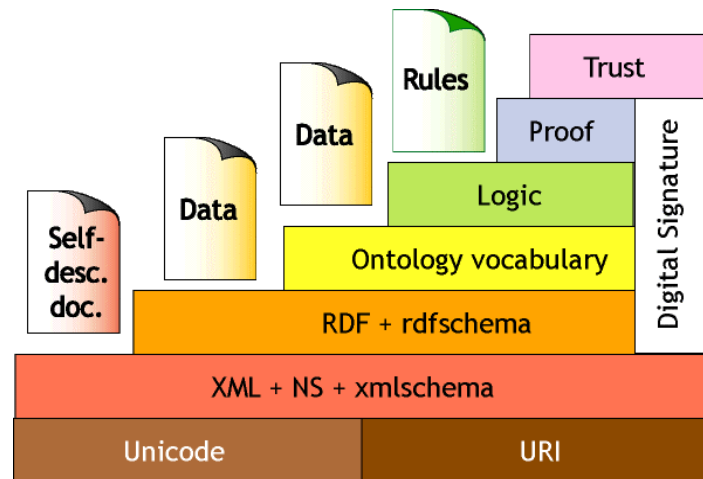 Rules
Trust
Data
Proof
Data
Logic
Self-
desc.
doc.
Ontology vocabulary
Digital Signature
RDF + rdfschema
XML + NS + xmlschema
Unicode
URI